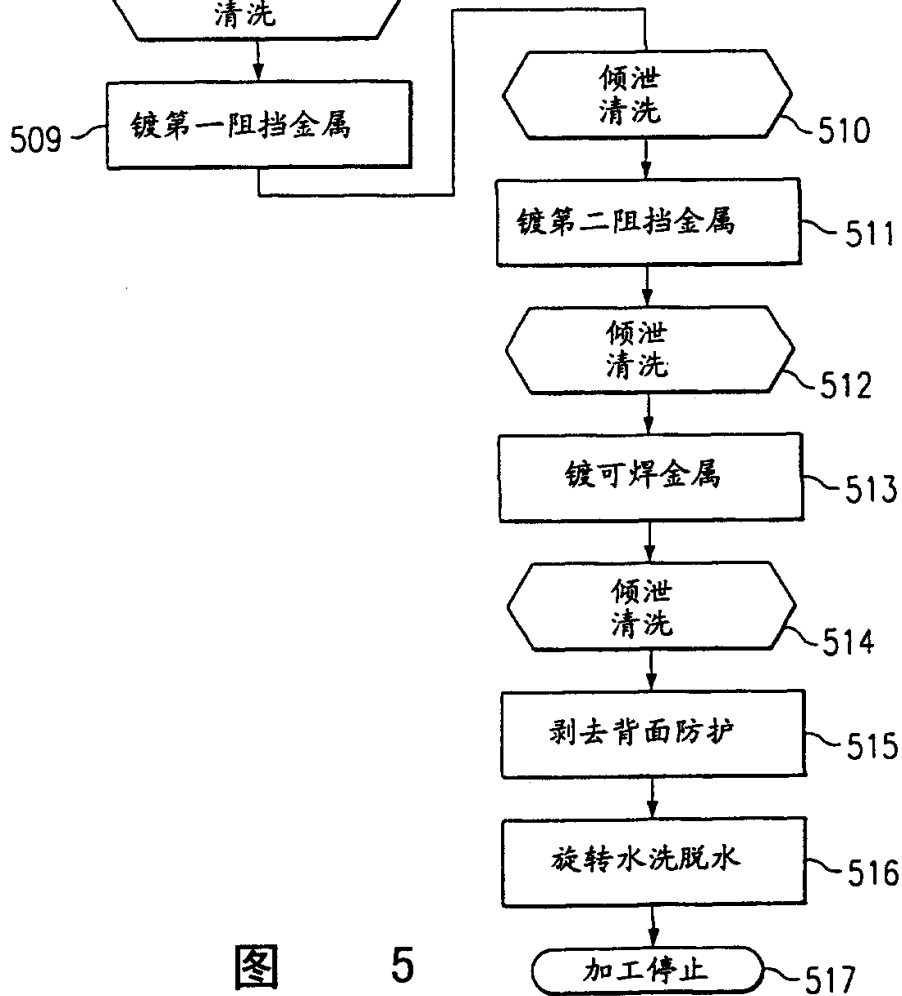 清洗
509
镀第一阻挡金属
倾泄
清洗
510
镀第二阻挡金属
511
倾泄
清洗
512
镀可焊金属
513
倾泄
清洗
514
剥去背面防护
515
旋转水洗脱水
516
加工停止
517
图 5